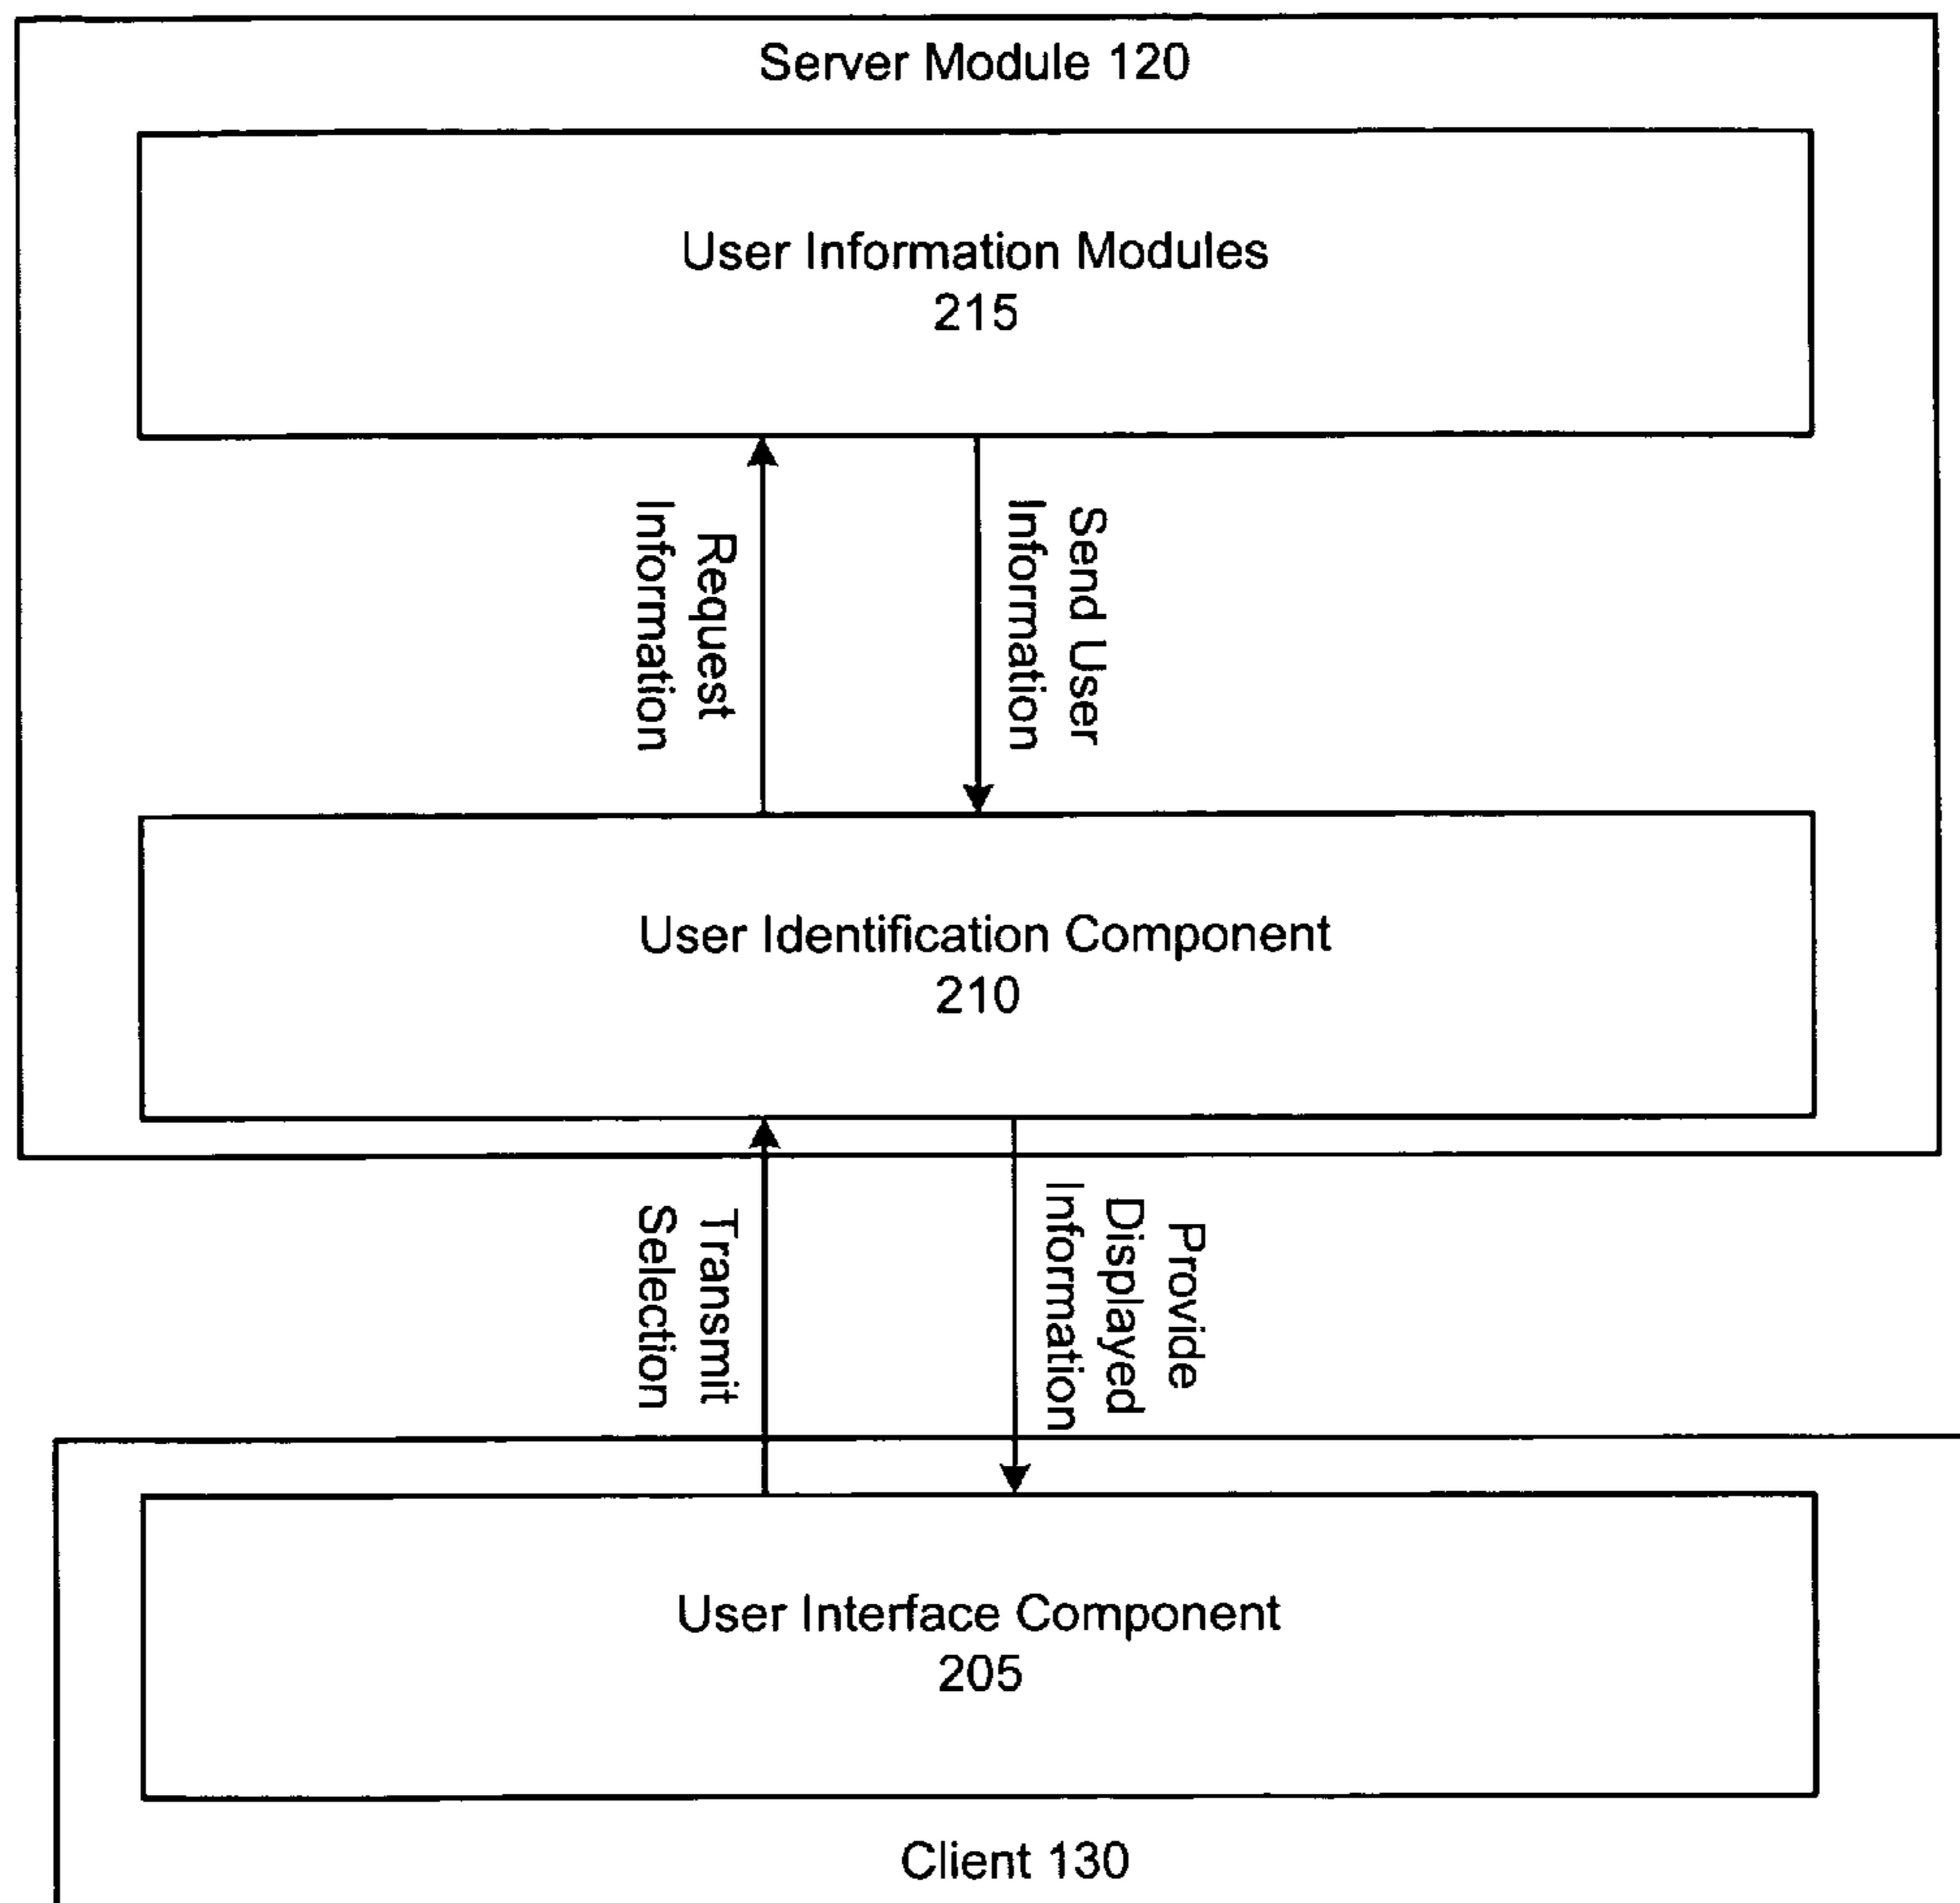 Server Module 120
User Information Modules
215
Request
Information
Send User
Information
User Identification Component
210
Transmit
Selection
Provide
Displayed
Information
User Interface Component
205
Client 130